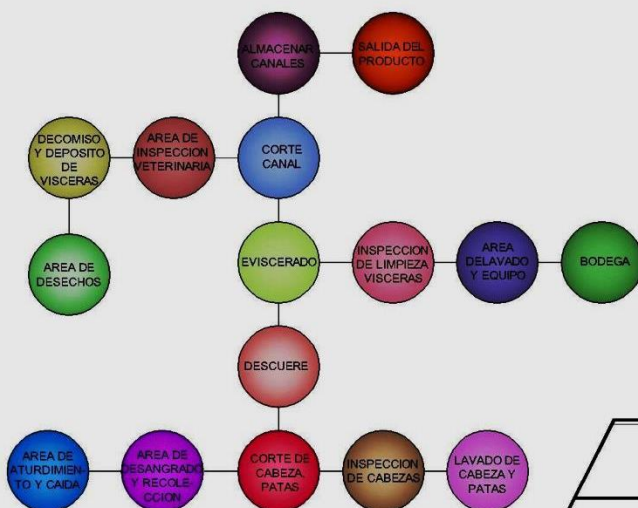 ALMACENAR
CANALES
SALIDA DEL
PRODUCTO
DECOMISO
Y DEPOSITO
DE
VISCERAS
AREA DE
INSPECCION
VETERINARIA
CORTE
CANAL
AREA DE
DESECHOS
EVISCERADO
INSPECCION
DE LIMPIEZA
VISCERAS
AREA
DELAVADO
Y EQUIPO
BODEGA
DESCUERE
AREA DE
ATURDIMIEN-
TO Y CAIDA
AREA DE
DESANGRADO
Y RECOLE-
CCION
CORTE DE
CABEZA,
PATAS
INSPECCION
DE CABEZAS
LAVADO DE
CABEZA Y
PATAS